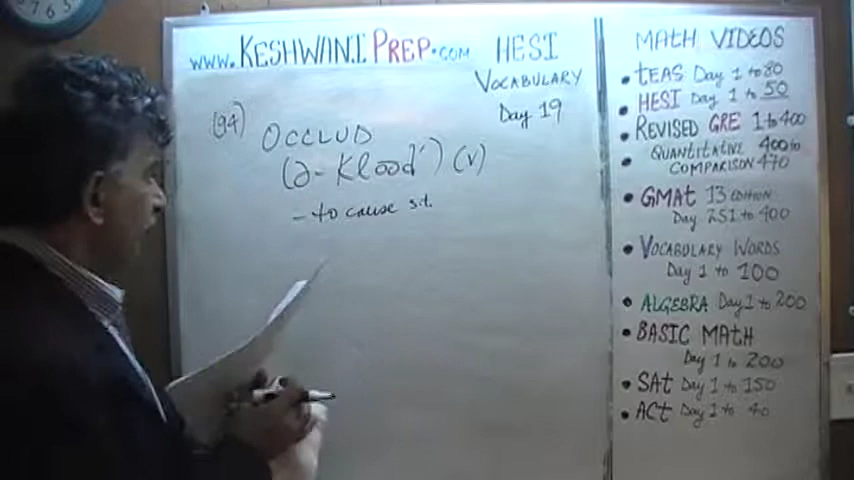 www.KESHWANIPREP.com HESI
VOCABULARY
Day 19
(94) OCCLUD
(ə-Klood′) (v)
- to cause s.t.
MATH VIDEOS
• TEAS Day 1 to 80
• HESI Day 1 to 50
• REVISED GRE 1 to 400
• QUANTITATIVE 400 to
COMPARISON 470
• GMAT 13 EDITION
Day 251 to 400
• VOCABULARY WORDS
Day 1 to 100
• ALGEBRA Day 1 to 200
• BASIC MATH
Day 1 to 200
• SAT Day 1 to 150
• ACT Day 1 to 40